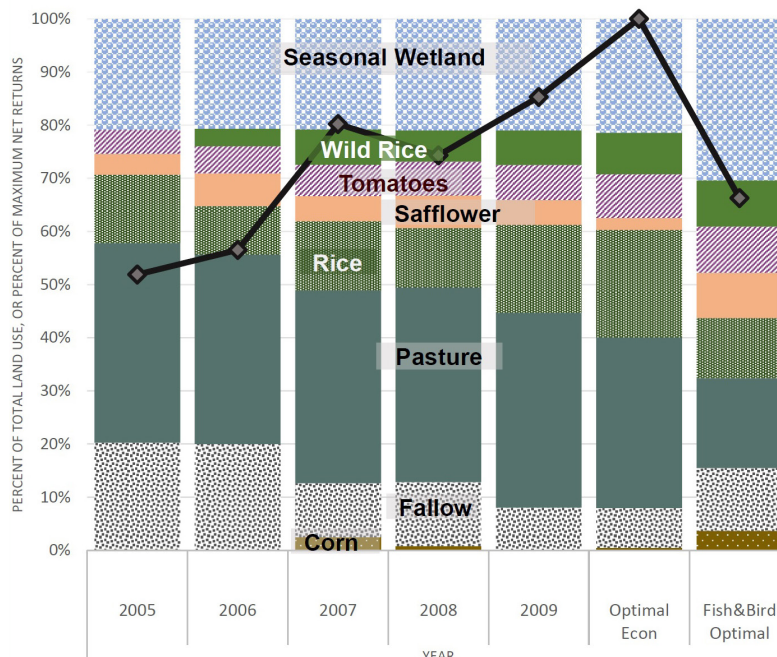 PERCENT OF TOTAL LAND USE, OR PERCENT OF MAXIMUM NET RETURNS
100%
90%
80%
70%
60%
50%
40%
30%
20%
10%
0%
Seasonal Wetland
Wild Rice
Tomatoes
Safflower
Rice
Pasture
Fallow
Corn
2005
2006
2007
2008
2009
Optimal
Econ
Fish&Bird
Optimal
YEAR